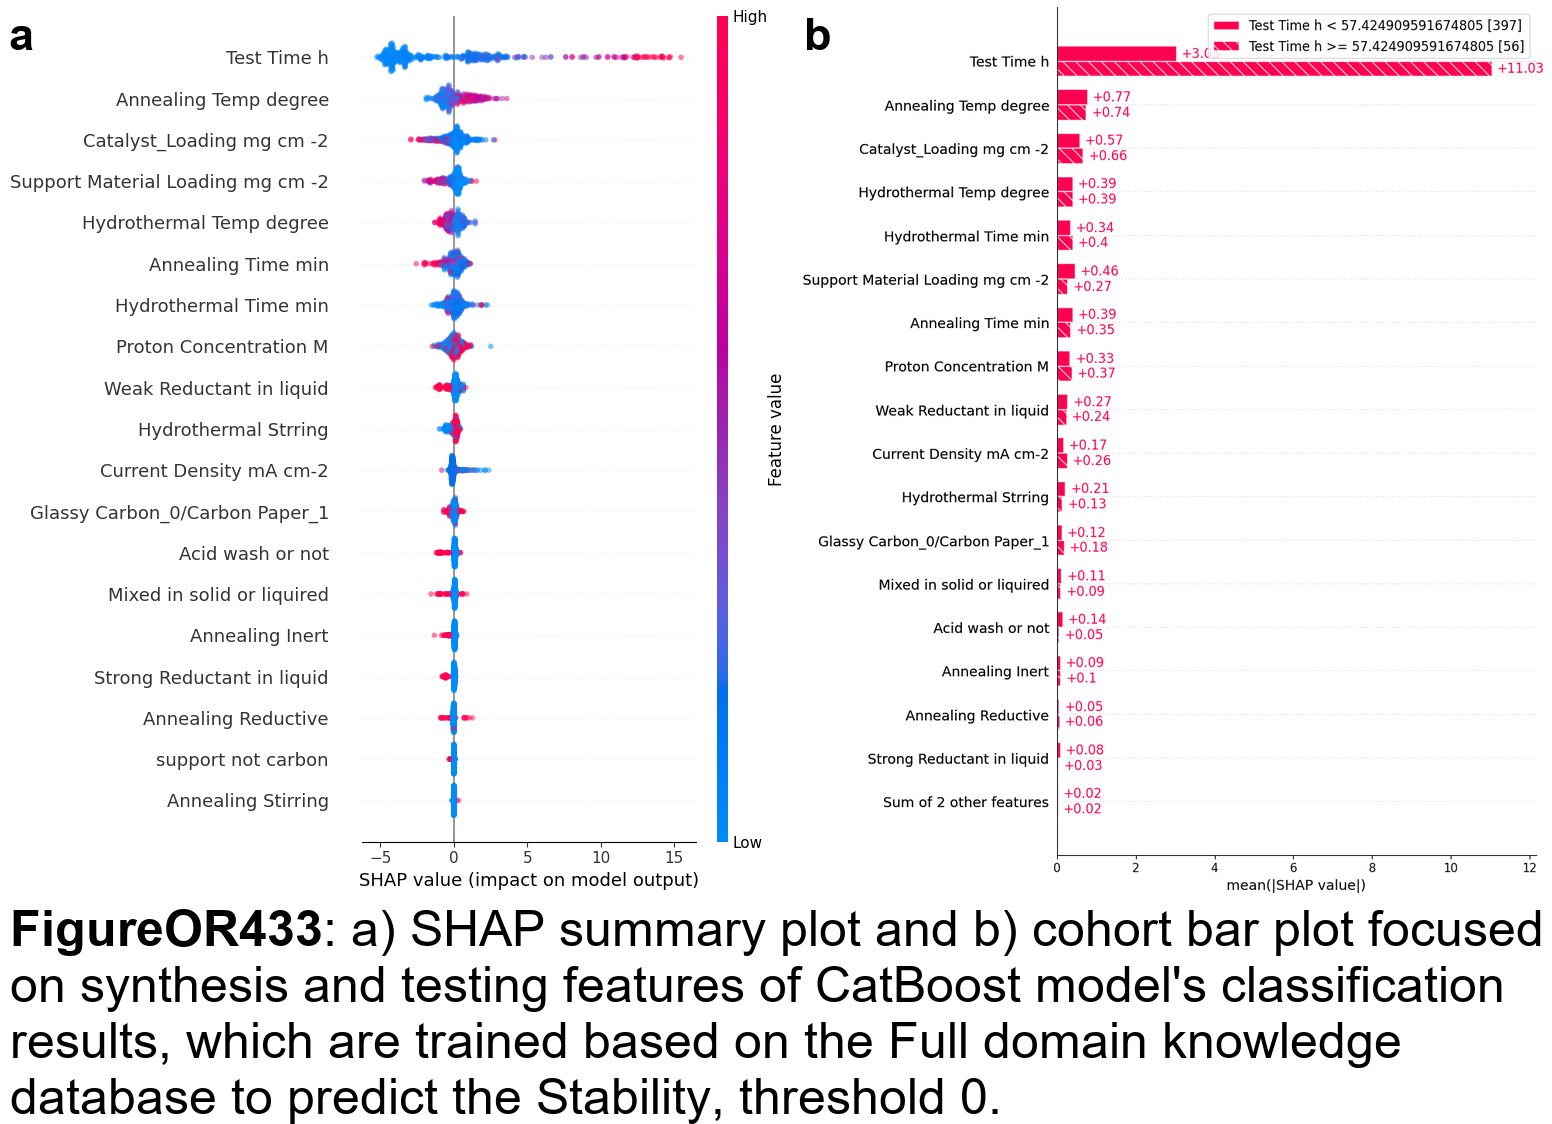 a
Test Time h
Annealing Temp degree
Catalyst_Loading mg cm -2
Support Material Loading mg cm -2
Hydrothermal Temp degree
Annealing Time min
Hydrothermal Time min
Proton Concentration M
Weak Reductant in liquid
Hydrothermal Strring
Current Density mA cm-2
Glassy Carbon_0/Carbon Paper_1
Acid wash or not
Mixed in solid or liquired
Annealing Inert
Strong Reductant in liquid
Annealing Reductive
support not carbon
Annealing Stirring
−5 0 5 10 15
SHAP value (impact on model output)
High
Low
Feature value
b
Test Time h < 57.424909591674805 [397]
Test Time h >= 57.424909591674805 [56]
Test Time h
+11.03
Annealing Temp degree
+0.77
+0.74
Catalyst_Loading mg cm -2
+0.57
+0.66
Hydrothermal Temp degree
+0.39
+0.39
Hydrothermal Time min
+0.34
+0.4
Support Material Loading mg cm -2
+0.46
+0.27
Annealing Time min
+0.39
+0.35
Proton Concentration M
+0.33
+0.37
Weak Reductant in liquid
+0.27
+0.24
Current Density mA cm-2
+0.17
+0.26
Hydrothermal Strring
+0.21
+0.13
Glassy Carbon_0/Carbon Paper_1
+0.12
+0.18
Mixed in solid or liquired
+0.11
+0.09
Acid wash or not
+0.14
+0.05
Annealing Inert
+0.09
+0.1
Annealing Reductive
+0.05
+0.06
Strong Reductant in liquid
+0.08
+0.03
Sum of 2 other features
+0.02
+0.02
0 2 4 6 8 10 12
mean(|SHAP value|)
FigureOR433: a) SHAP summary plot and b) cohort bar plot focused
on synthesis and testing features of CatBoost model's classification
results, which are trained based on the Full domain knowledge
database to predict the Stability, threshold 0.